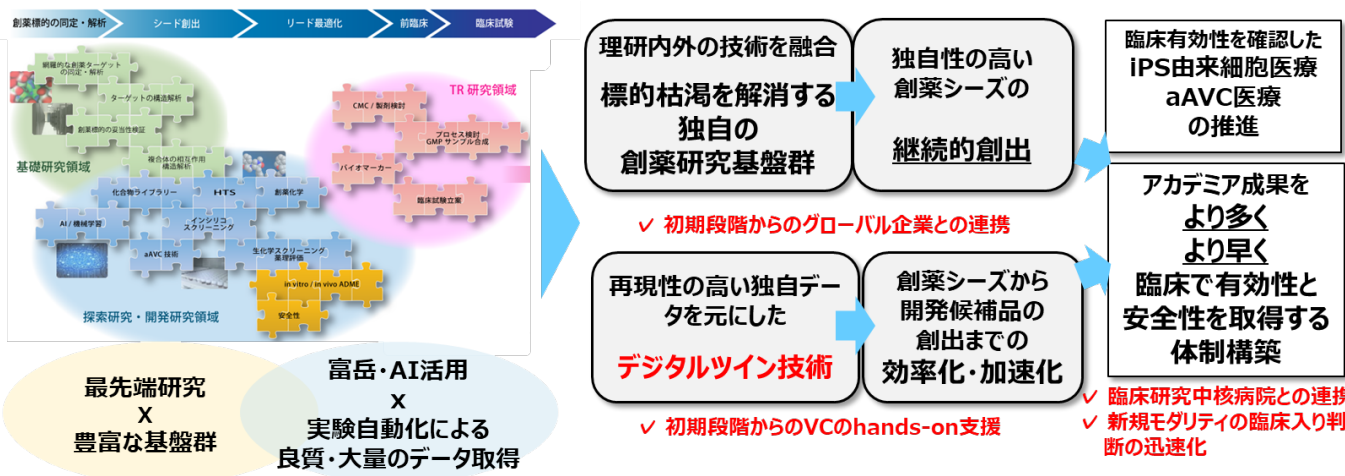 創薬標的の同定・解析
シード創出
リード最適化
前臨床
臨床試験
網羅的な創薬ターゲット
の同定・解析
ターゲットの構造解析
創薬標的の妥当性検証
複合体の相互作用
構造解析
基礎研究領域
TR 研究領域
CMC / 製剤検討
プロセス検討
GMP サンプル合成
バイオマーカー
臨床試験立案
化合物ライブラリー
HTS
創薬化学
AI / 機械学習
インシリコ
スクリーニング
aAVC 技術
生化学スクリーニング
薬理評価
in vitro / in vivo ADME
安全性
探索研究・開発研究領域
最先端研究
X
豊富な基盤群
富岳・AI活用
x
実験自動化による
良質・大量のデータ取得
理研内外の技術を融合
標的枯渇を解消する
独自の
創薬研究基盤群
独自性の高い
創薬シーズの
継続的創出
✓ 初期段階からのグローバル企業との連携
再現性の高い独自デー
タを元にした
デジタルツイン技術
創薬シーズから
開発候補品の
創出までの
効率化・加速化
✓ 初期段階からのVCのhands-on支援
臨床有効性を確認した
iPS由来細胞医療
aAVC医療
の推進
アカデミア成果を
より多く
より早く
臨床で有効性と
安全性を取得する
体制構築
✓ 臨床研究中核病院との連携
✓ 新規モダリティの臨床入り判
断の迅速化